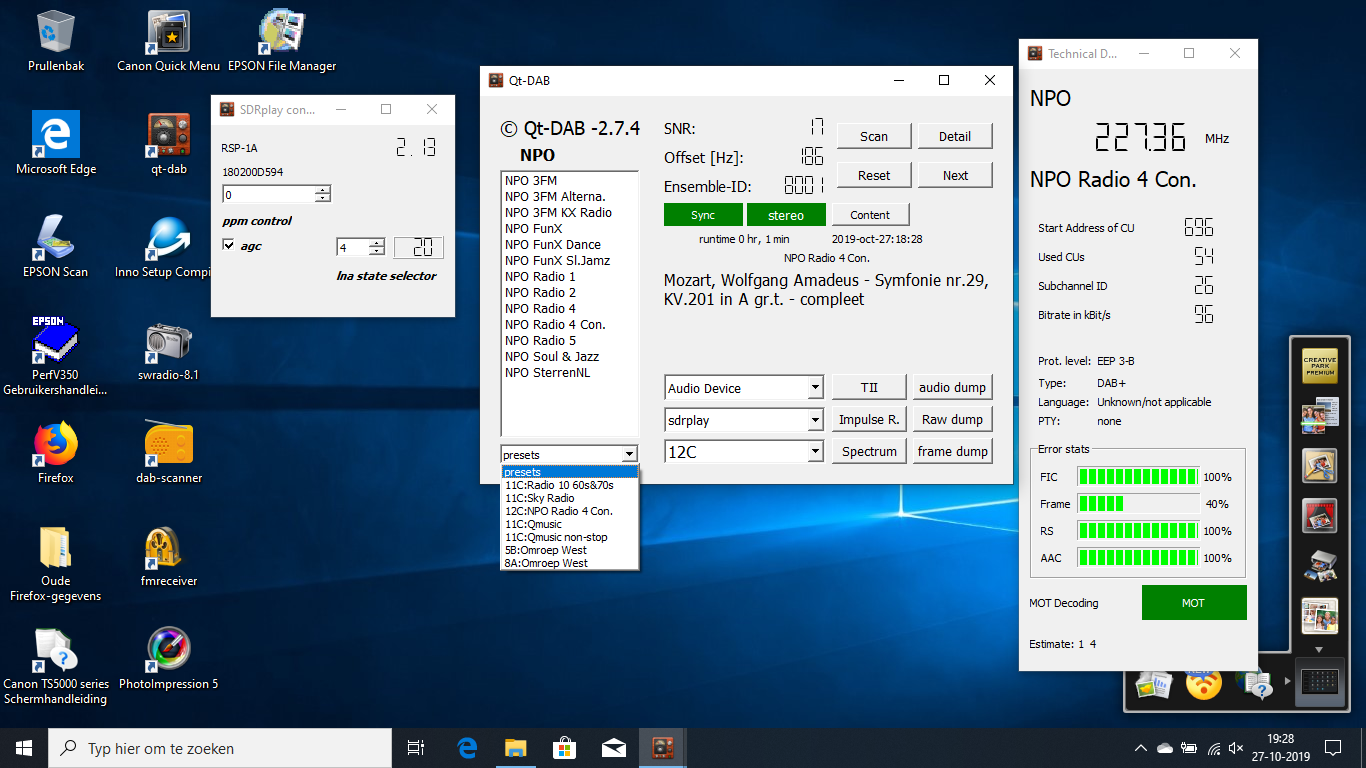 Prullenbak
Canon Quick Menu
EPSON File Manager
Microsoft Edge
qt-dab
EPSON Scan
Inno Setup Compi
EPSON
PerfV350
Gebruikershandlei...
swradio-8.1
Firefox
dab-scanner
Oude
Firefox-gegevens
fmreceiver
Canon TS5000 series
Schermhandleiding
PhotoImpression 5
SDRplay con...
RSP-1A
2.13
180200D594
0
ppm control
agc
4
20
lna state selector
Qt-DAB
© Qt-DAB -2.7.4
NPO
NPO 3FM
NPO 3FM Alterna.
NPO 3FM KX Radio
NPO FunX
NPO FunX Dance
NPO FunX Sl.Jamz
NPO Radio 1
NPO Radio 2
NPO Radio 4
NPO Radio 4 Con.
NPO Radio 5
NPO Soul & Jazz
NPO SterrenNL
presets
presets
11C:Radio 10 60s&70s
11C:Sky Radio
12C:NPO Radio 4 Con.
11C:Qmusic
11C:Qmusic non-stop
5B:Omroep West
8A:Omroep West
SNR: 17
Offset [Hz]: 186
Ensemble-ID: 8001
Scan
Detail
Reset
Next
Sync
stereo
Content
runtime 0 hr, 1 min
2019-oct-27:18:28
NPO Radio 4 Con.
Mozart, Wolfgang Amadeus - Symfonie nr.29,
KV.201 in A gr.t. - compleet
Audio Device
TII
audio dump
sdrplay
Impulse R.
Raw dump
12C
Spectrum
frame dump
Technical D...
NPO
227.36 MHz
NPO Radio 4 Con.
Start Address of CU 696
Used CUs 54
Subchannel ID 26
Bitrate in kBit/s 96
Prot. level: EEP 3-B
Type: DAB+
Language: Unknown/not applicable
PTY: none
Error stats
FIC 100%
Frame 40%
RS 100%
AAC 100%
MOT Decoding
MOT
Estimate: 1 4
CREATIVE
PARK
PREMIUM
NEW
Typ hier om te zoeken
19:28
27-10-2019